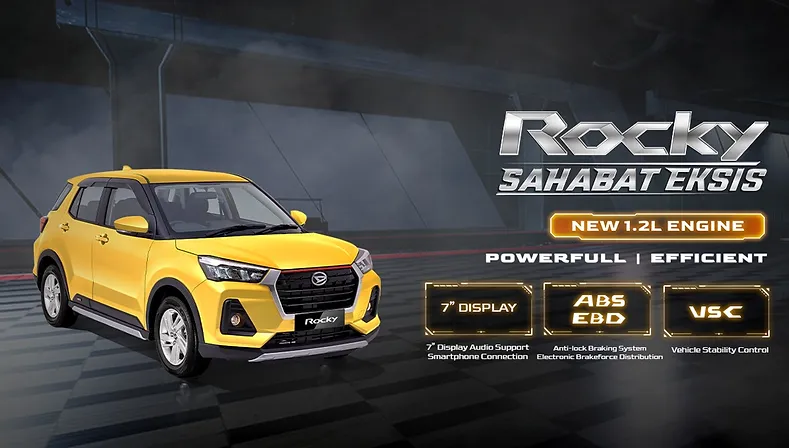 Rocky
SAHABAT EKSIS
NEW 1.2L ENGINE
POWERFULL | EFFICIENT
7" DISPLAY
7" Display Audio Support
Smartphone Connection
ABS
EBD
Anti-lock Braking System
Electronic Brakeforce Distribution
VSC
Vehicle Stability Control
Rocky